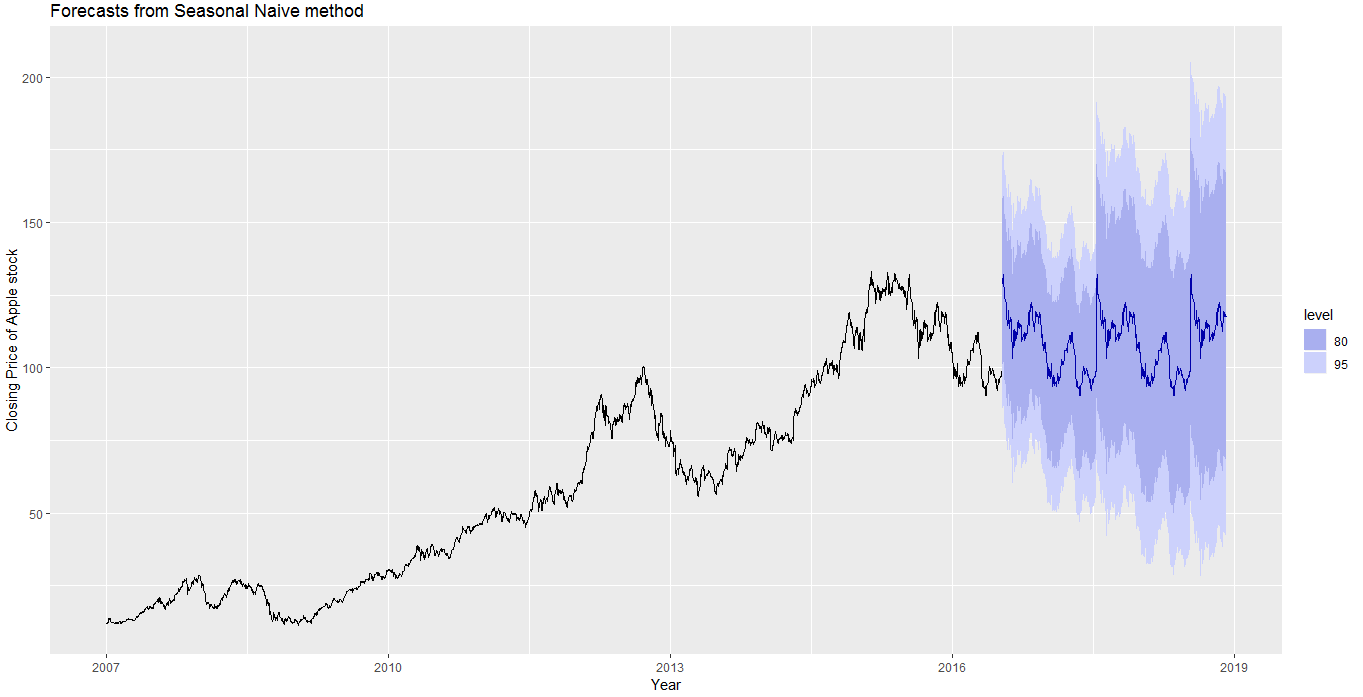 Forecasts from Seasonal Naive method
200
150
100
50
Closing Price of Apple stock
2007 2010 2013 2016 2019
Year
level
80
95